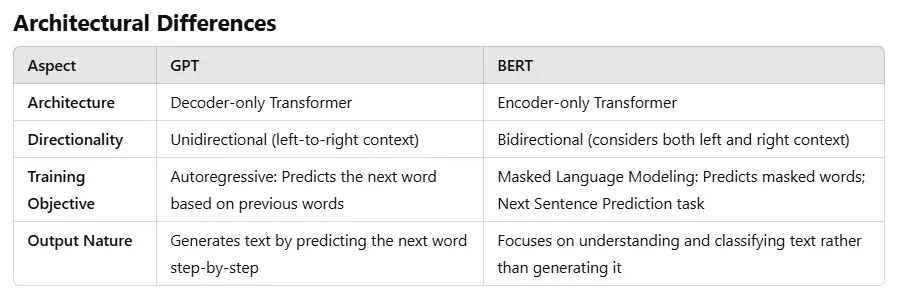 Architectural Differences
Aspect GPT BERT
Architecture Decoder-only Transformer Encoder-only Transformer
Directionality Unidirectional (left-to-right context) Bidirectional (considers both left and right context)
Training Objective Autoregressive: Predicts the next word based on previous words Masked Language Modeling: Predicts masked words; Next Sentence Prediction task
Output Nature Generates text by predicting the next word step-by-step Focuses on understanding and classifying text rather than generating it